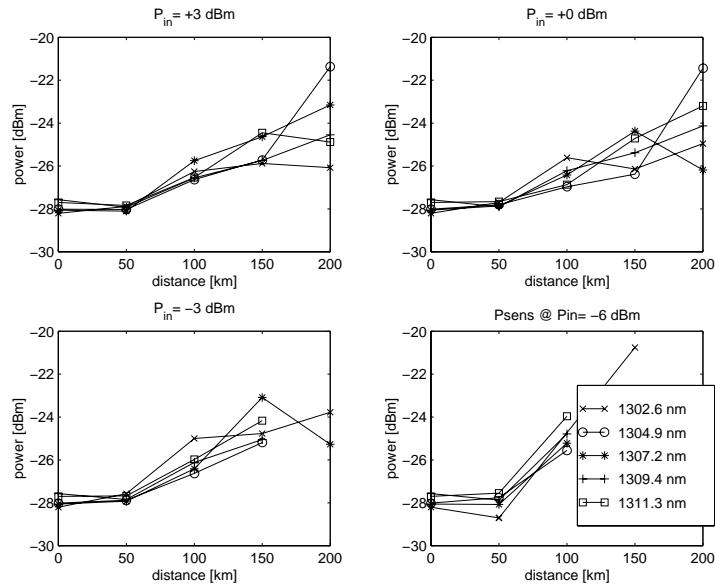 P_in = +3 dBm
−20
−22
−24
−26
−28
−30
power [dBm]
0 50 100 150 200
distance [km]
P_in = +0 dBm
−20
−22
−24
−26
−28
−30
power [dBm]
0 50 100 150 200
distance [km]
P_in = −3 dBm
−20
−22
−24
−26
−28
−30
power [dBm]
0 50 100 150 200
distance [km]
Psens @ Pin= −6 dBm
−20
−22
−24
−26
−28
−30
power [dBm]
0 50 100 150 200
distance [km]
1302.6 nm
1304.9 nm
1307.2 nm
1309.4 nm
1311.3 nm